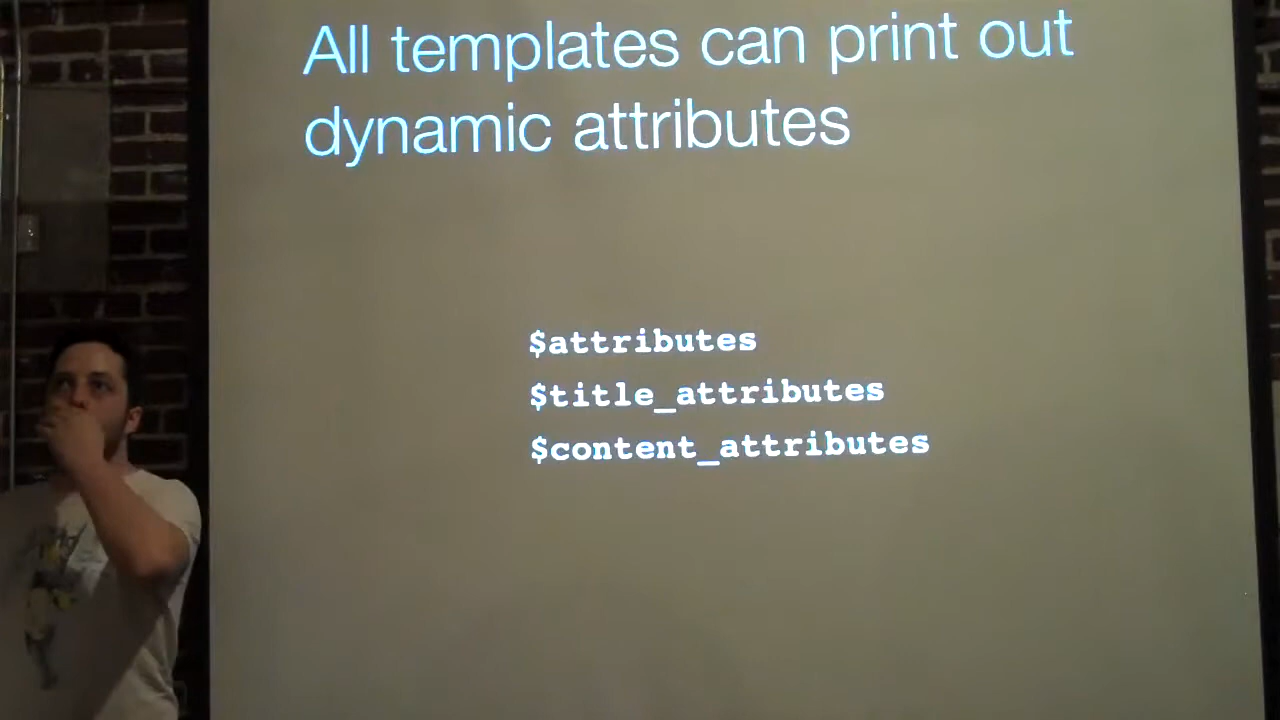 All templates can print out
dynamic attributes
$attributes
$title_attributes
$content_attributes